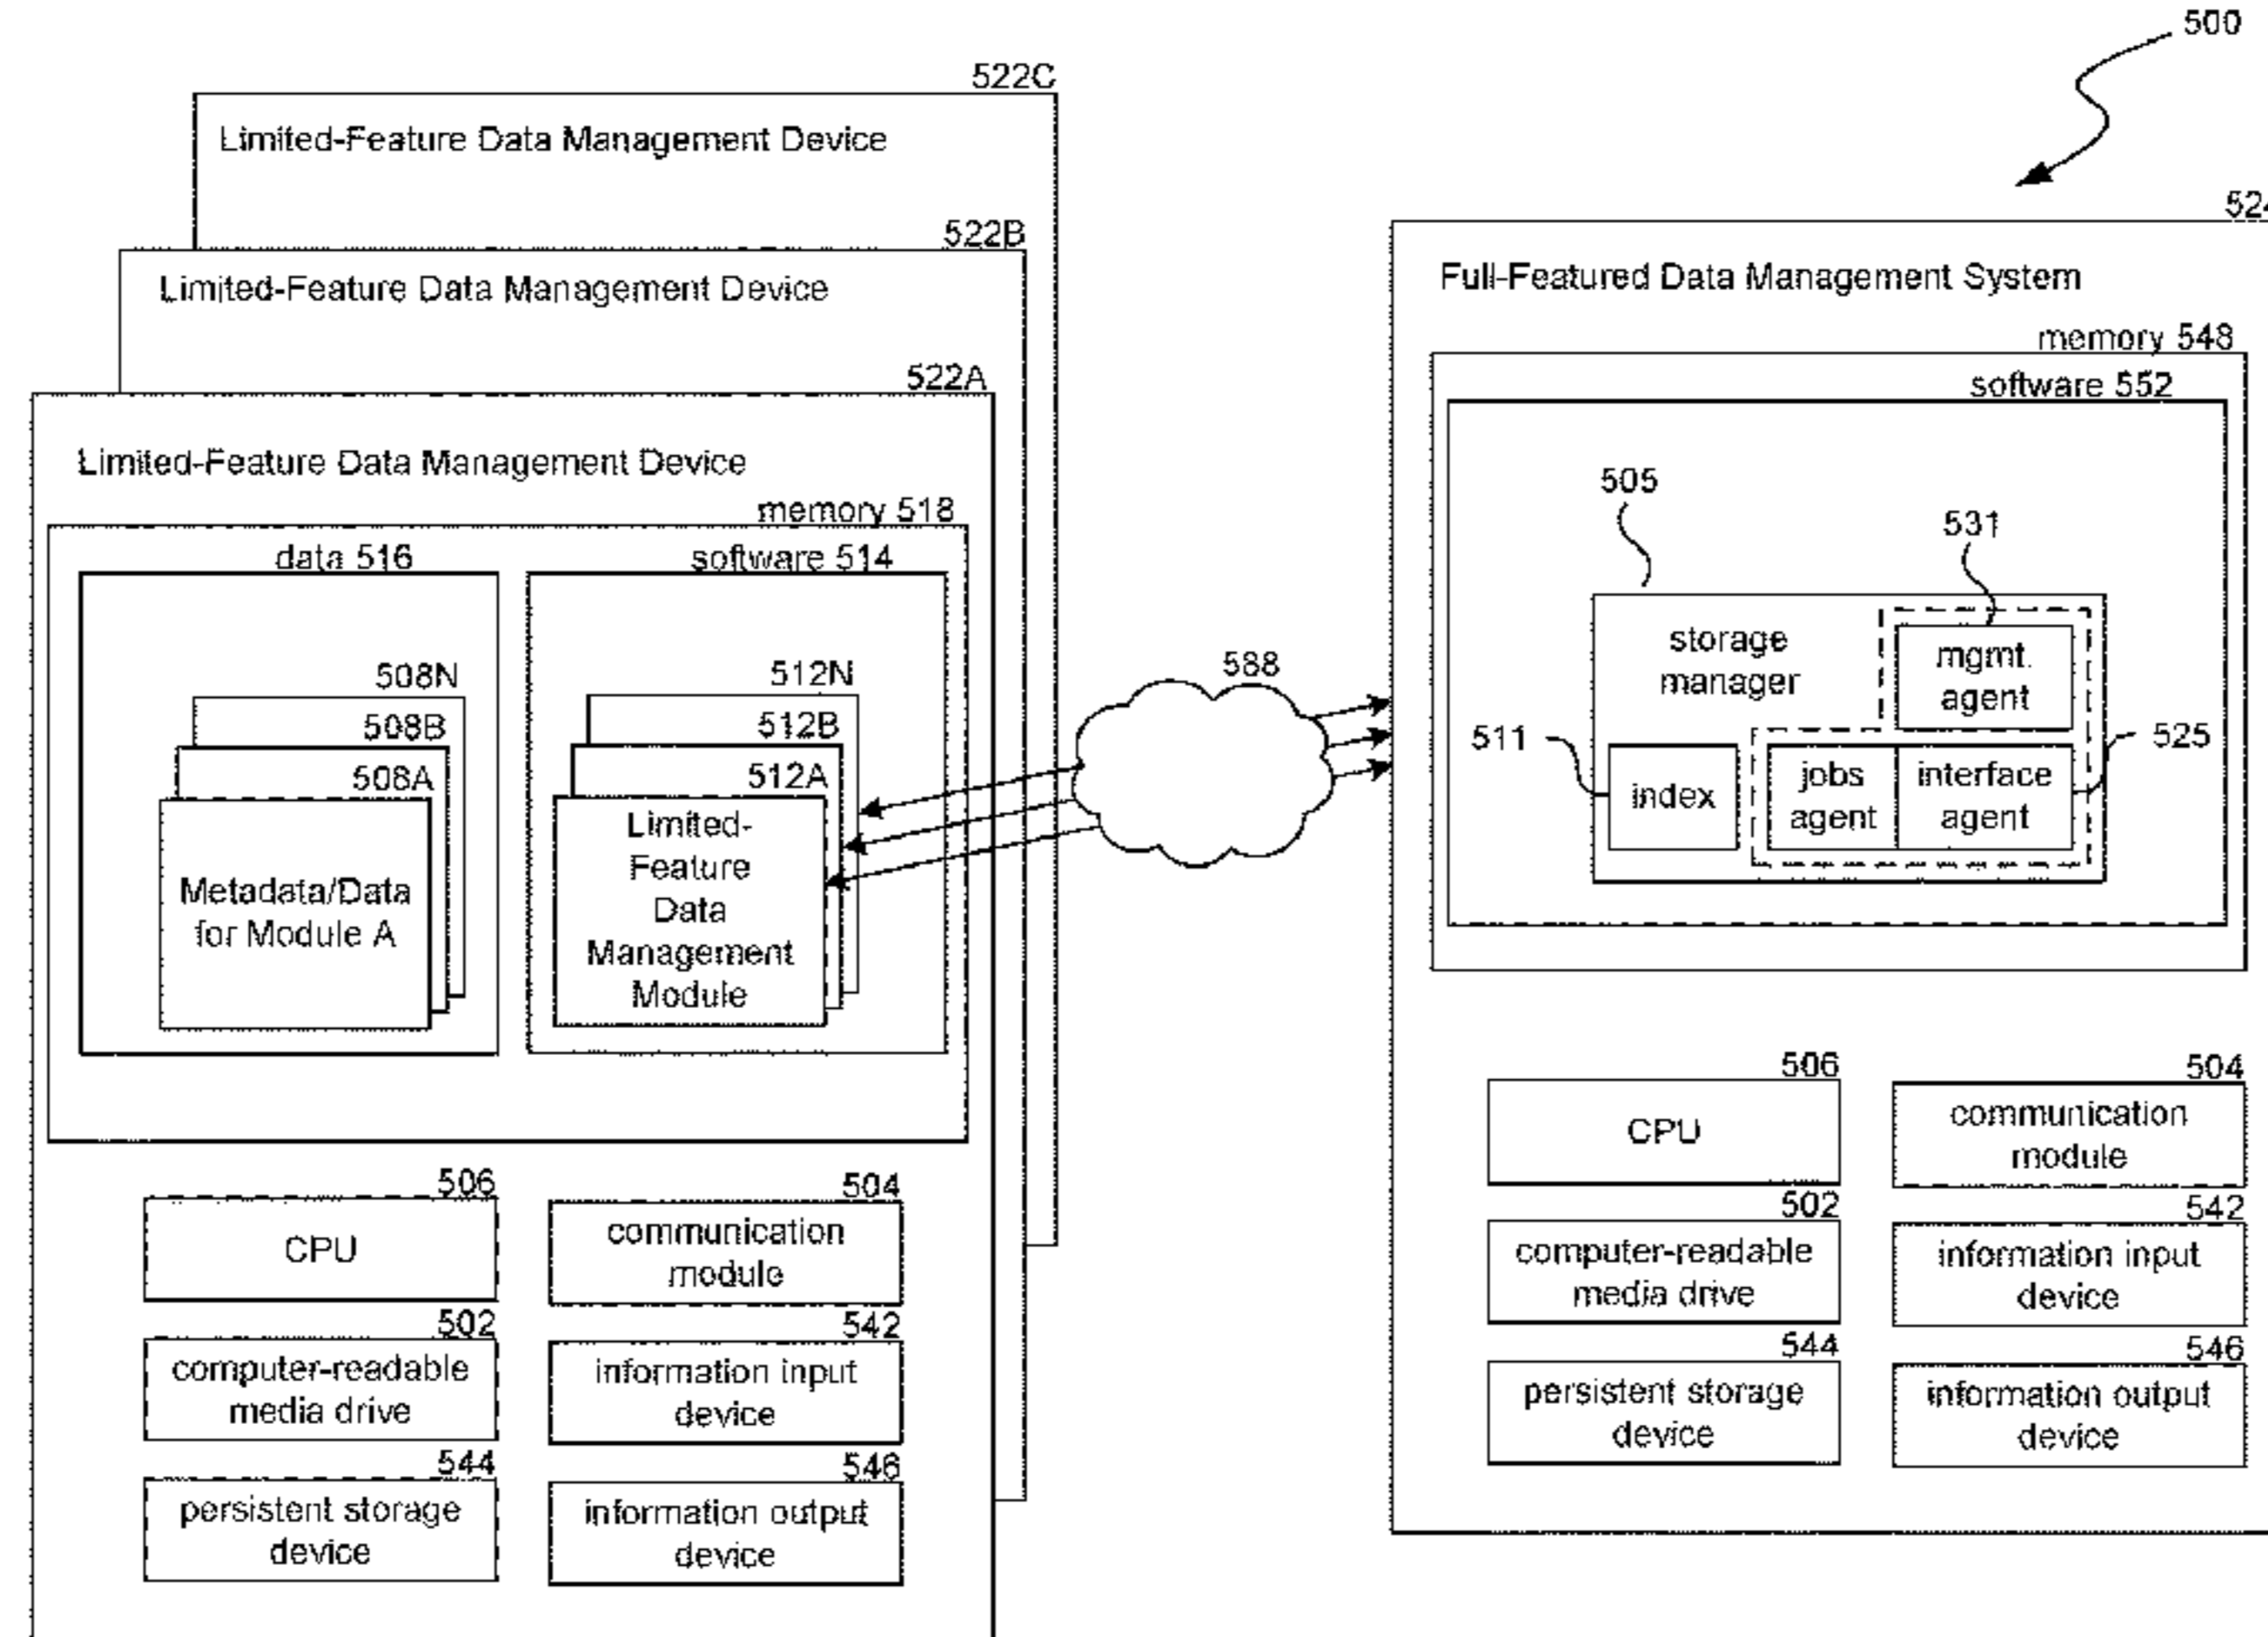 500
522C
Limited-Feature Data Management Device
522B
Limited-Feature Data Management Device
522A
Limited-Feature Data Management Device
memory 518
data 516
software 514
508N
508B
508A
Metadata/Data
for Module A
512N
512B
512A
Limited-
Feature
Data
Management
Module
506
CPU
504
communication
module
502
computer-readable
media drive
542
information input
device
544
persistent storage
device
546
information output
device
588
524
Full-Featured Data Management System
memory 548
software 552
505
531
storage
manager
mgmt.
agent
511
index
jobs
agent
interface
agent
525
506
CPU
504
communication
module
502
computer-readable
media drive
542
information input
device
544
persistent storage
device
546
information output
device